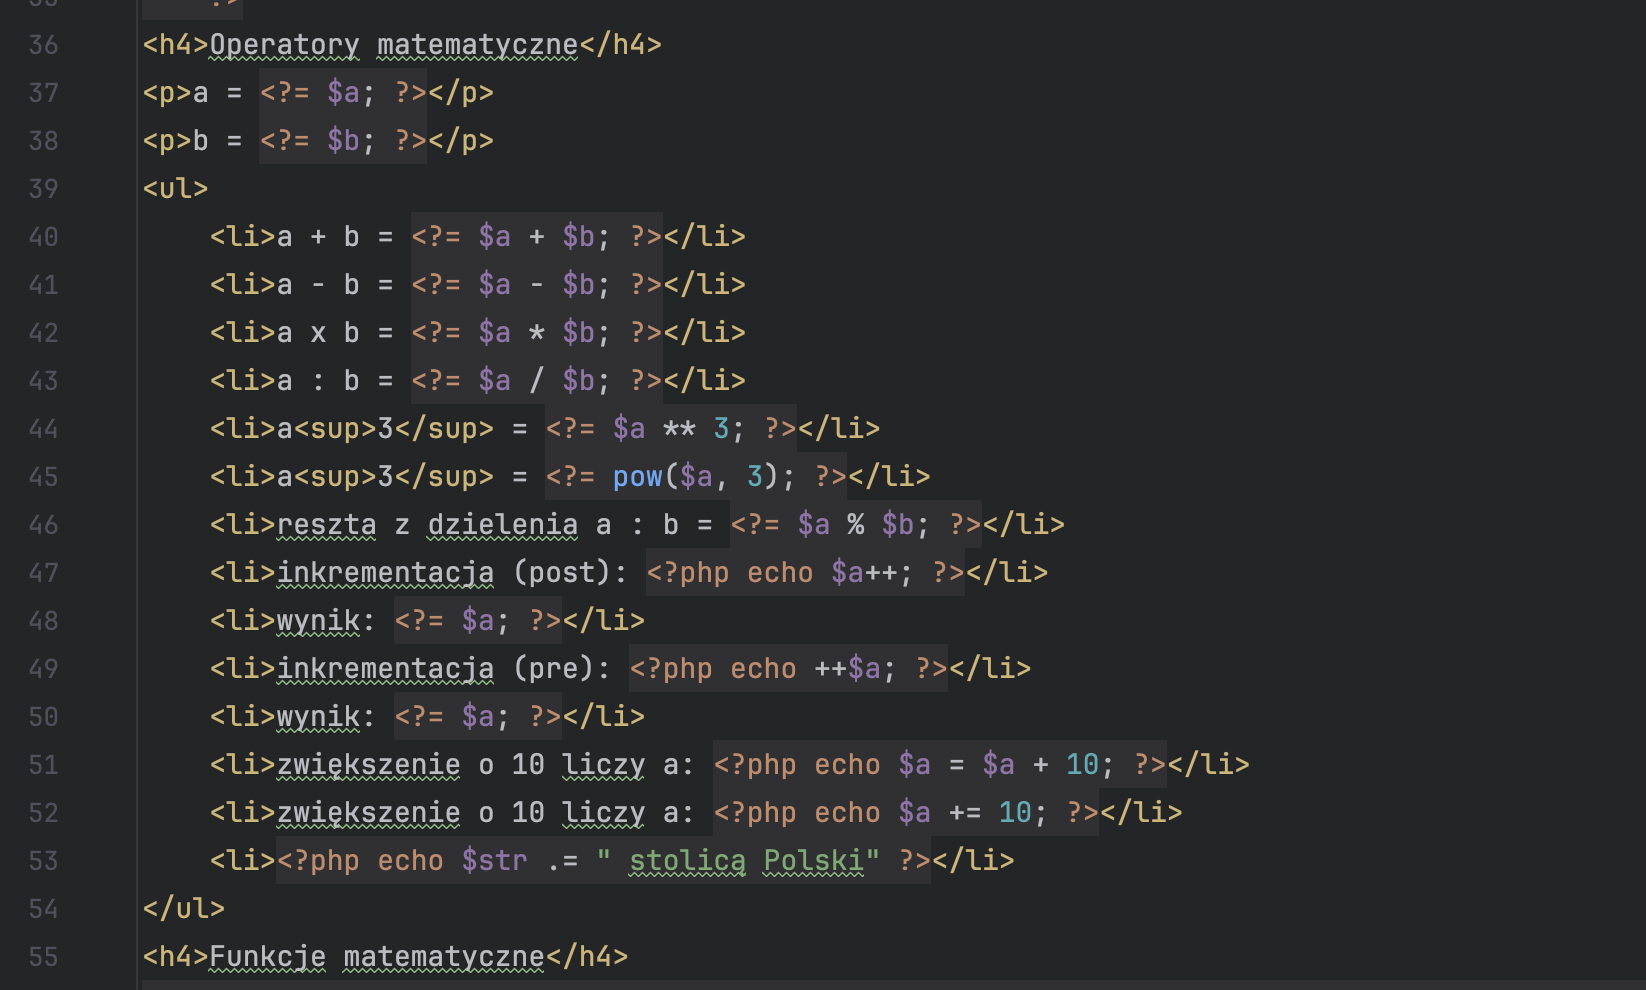 ?>
36 <h4>Operatory matematyczne</h4>
37 <p>a = <?= $a; ?></p>
38 <p>b = <?= $b; ?></p>
39 <ul>
40     <li>a + b = <?= $a + $b; ?></li>
41     <li>a - b = <?= $a - $b; ?></li>
42     <li>a x b = <?= $a * $b; ?></li>
43     <li>a : b = <?= $a / $b; ?></li>
44     <li>a<sup>3</sup> = <?= $a ** 3; ?></li>
45     <li>a<sup>3</sup> = <?= pow($a, 3); ?></li>
46     <li>reszta z dzielenia a : b = <?= $a % $b; ?></li>
47     <li>inkrementacja (post): <?php echo $a++; ?></li>
48     <li>wynik: <?= $a; ?></li>
49     <li>inkrementacja (pre): <?php echo ++$a; ?></li>
50     <li>wynik: <?= $a; ?></li>
51     <li>zwiększenie o 10 liczy a: <?php echo $a = $a + 10; ?></li>
52     <li>zwiększenie o 10 liczy a: <?php echo $a += 10; ?></li>
53     <li><?php echo $str .= " stolicą Polski" ?></li>
54 </ul>
55 <h4>Funkcje matematyczne</h4>